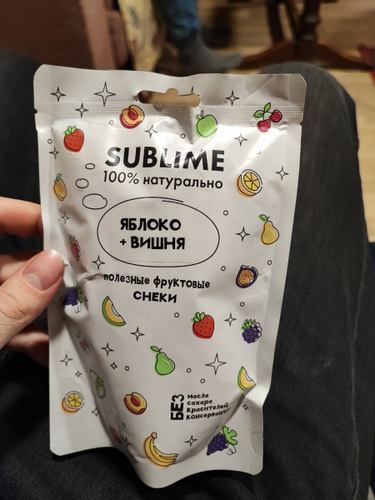 SUBLIME
100% натурально
ЯБЛОКО
+ ВИШНЯ
полезные фруктовые
СНЕКИ
БЕЗ
масла
сахара
Красителей
Консервантов